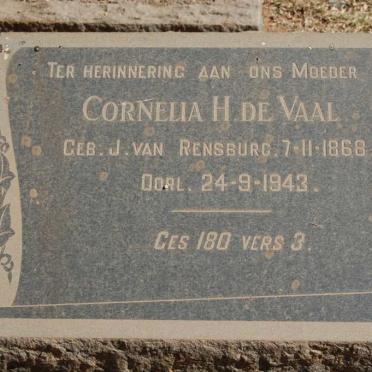 TER HERINNERING AAN ONS MOEDER
CORNELIA H. DE VAAL
GEB. J. VAN RENSBURG. 7-11-1868
OORL. 24-9-1943.
GES 180 VERS 3.